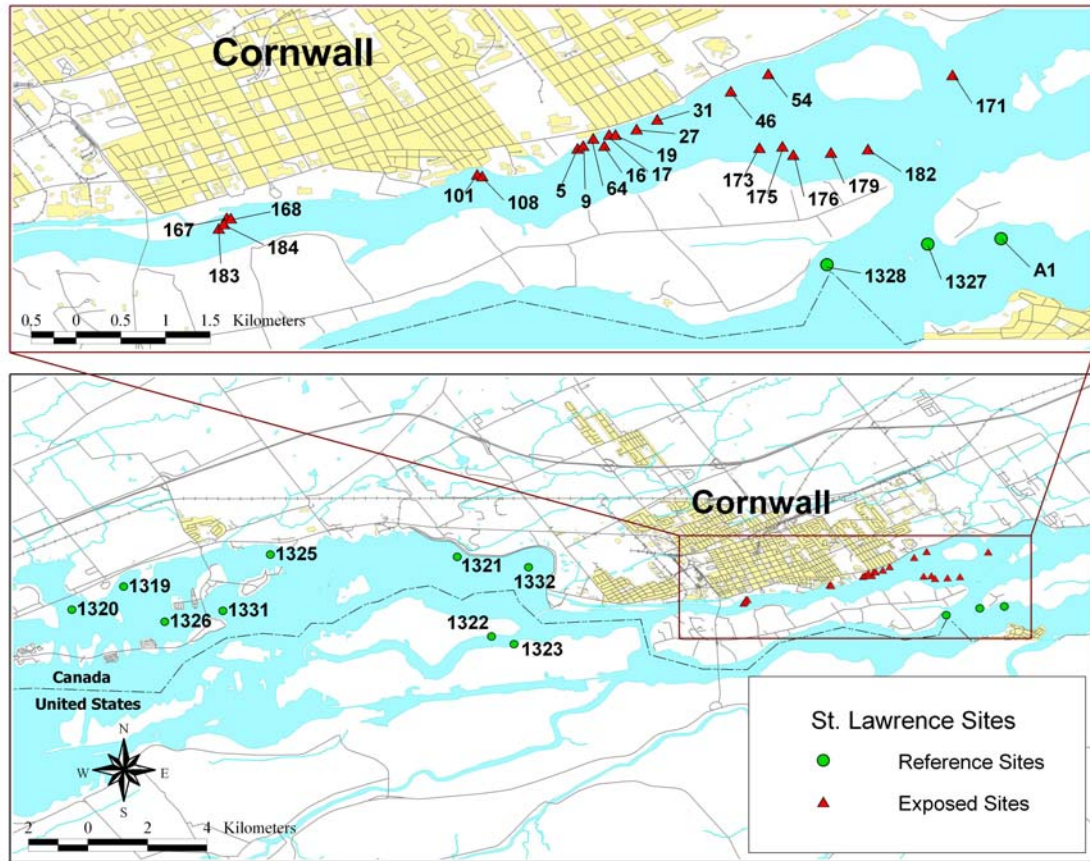 Cornwall
54
171
46
31
27
19
17
16
64
9
5
101
108
173
175
176
179
182
168
167
184
183
1328
1327
A1
0.5 0 0.5 1 1.5 Kilometers
Cornwall
1325
1321
1332
1319
1320
1326
1331
1322
1323
Canada
United States
N
W E
S
2 0 2 4 Kilometers
St. Lawrence Sites
Reference Sites
Exposed Sites